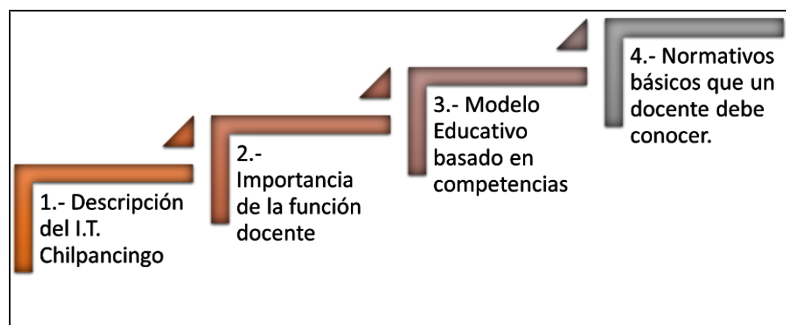 1.- Descripción
del I.T.
Chilpancingo
2.-
Importancia
de la función
docente
3.- Modelo
Educativo
basado en
competencias
4.- Normativos
básicos que un
docente debe
conocer.